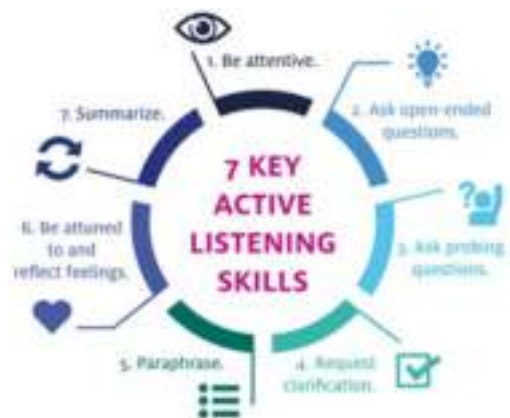 7 KEY
ACTIVE
LISTENING
SKILLS
1. Be attentive.
2. Ask open-ended
questions.
3. Ask probing
questions.
4. Request
clarification.
5. Paraphrase.
6. Be attuned
to and
reflect feelings.
7. Summarize.